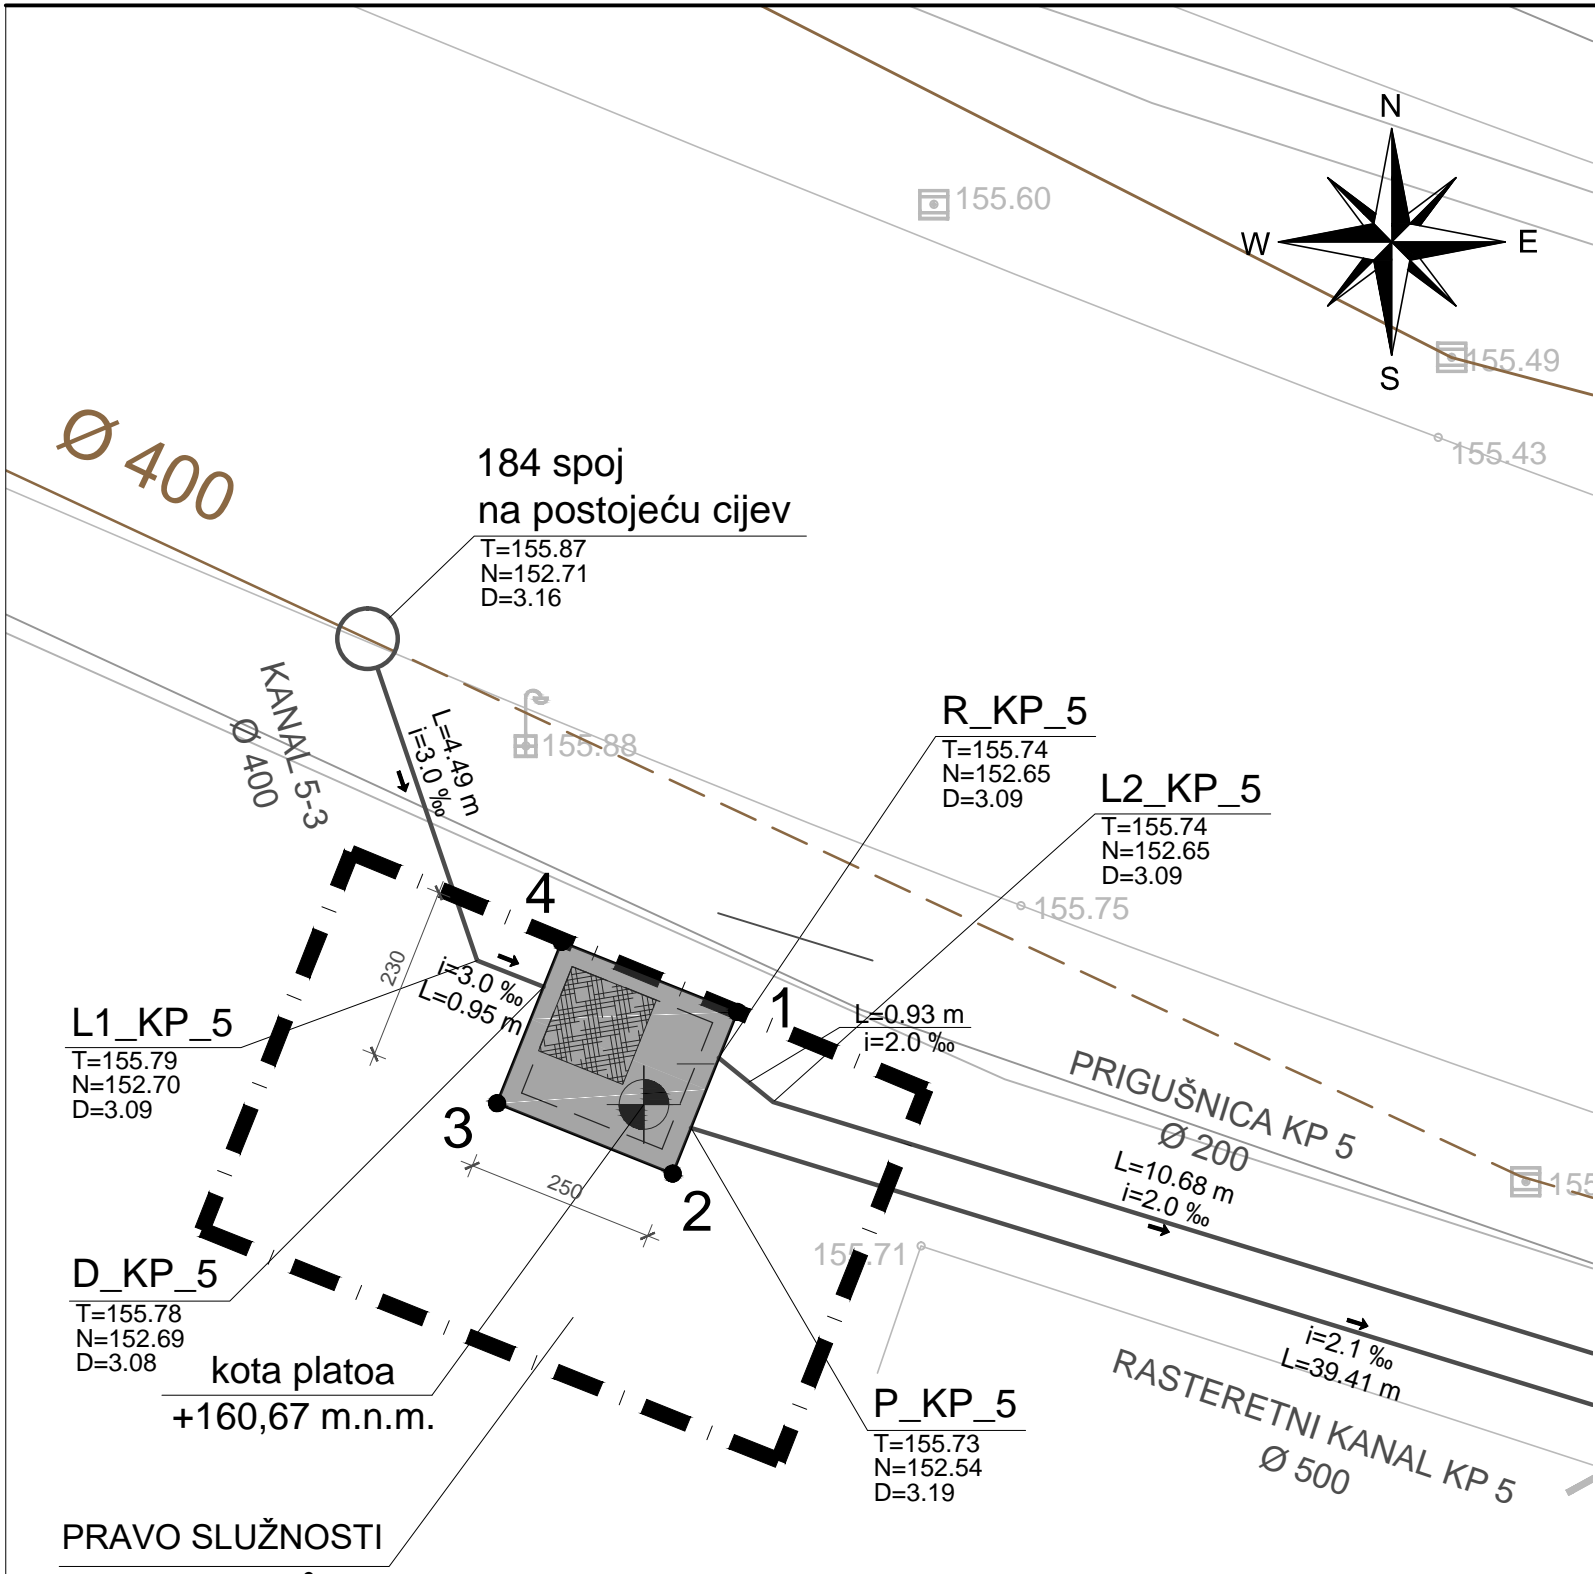 N
W
E
S
155.60
155.49
155.43
Ø 400
184 spoj
na postojeću cijev
T=155.87
N=152.71
D=3.16
KANAL 5-3
Ø 400
L=4.49 m
i=3.0 ‰
155.88
R_KP_5
T=155.74
N=152.65
D=3.09
L2_KP_5
T=155.74
N=152.65
D=3.09
155.75
4
230
i=3.0 ‰
L=0.95 m
1
L=0.93 m
i=2.0 ‰
L1_KP_5
T=155.79
N=152.70
D=3.09
3
250
2
PRIGUŠNICA KP 5
Ø 200
L=10.68 m
i=2.0 ‰
155
155.71
D_KP_5
T=155.78
N=152.69
D=3.08
kota platoa
+160,67 m.n.m.
i=2.1 ‰
L=39.41 m
RASTERETNI KANAL KP 5
Ø 500
P_KP_5
T=155.73
N=152.54
D=3.19
PRAVO SLUŽNOSTI